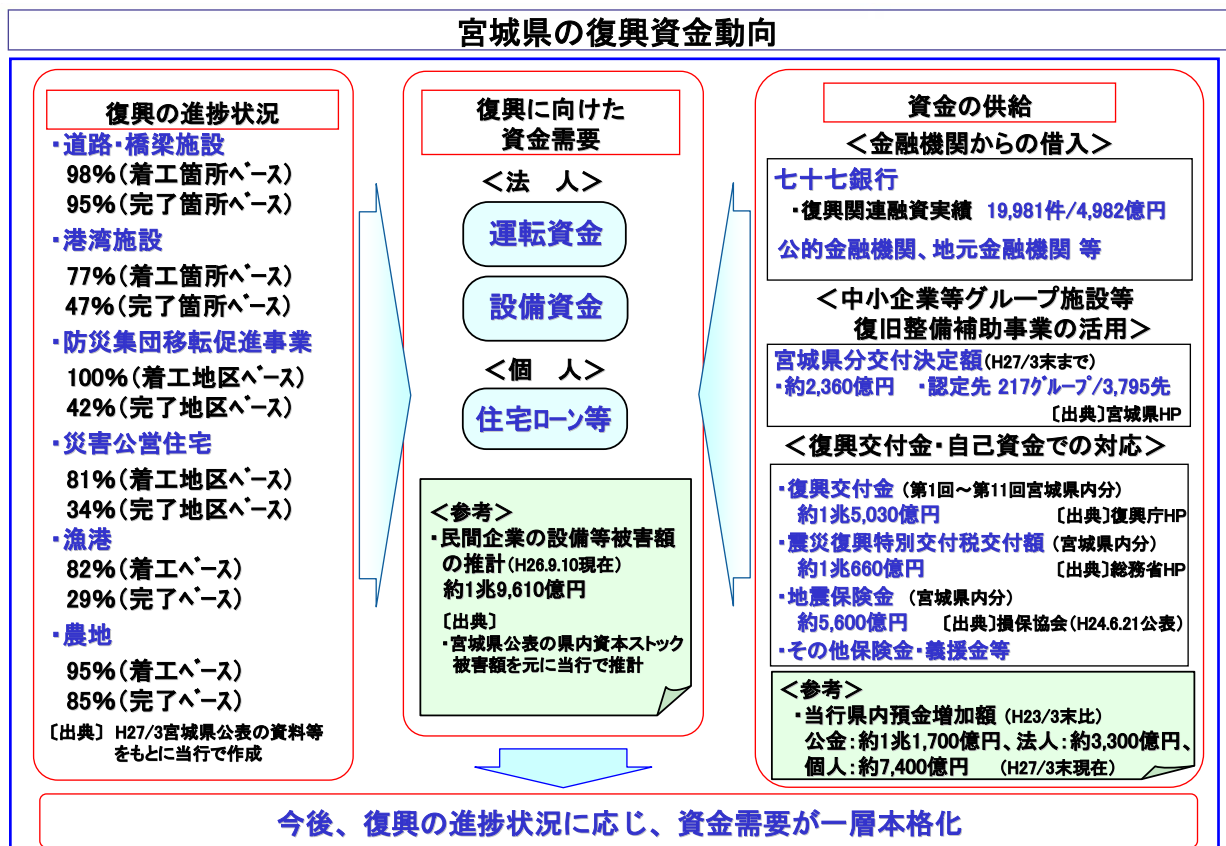 宮城県の復興資金動向
復興の進捗状況
・道路・橋梁施設
98%(着工箇所ベース)
95%(完了箇所ベース)
・港湾施設
77%(着工箇所ベース)
47%(完了箇所ベース)
・防災集団移転促進事業
100%(着工地区ベース)
42%(完了地区ベース)
・災害公営住宅
81%(着工地区ベース)
34%(完了地区ベース)
・漁港
82%(着工ベース)
29%(完了ベース)
・農地
95%(着工ベース)
85%(完了ベース)
〔出典〕 H27/3宮城県公表の資料等
をもとに当行で作成
復興に向けた
資金需要
<法 人>
運転資金
設備資金
<個 人>
住宅ローン等
<参考>
・民間企業の設備等被害額
の推計(H26.9.10現在)
約1兆9,610億円
〔出典〕
・宮城県公表の県内資本ストック
被害額を元に当行で推計
資金の供給
<金融機関からの借入>
七十七銀行
・復興関連融資実績 19,981件/4,982億円
公的金融機関、地元金融機関 等
<中小企業等グループ施設等
復旧整備補助事業の活用>
宮城県分交付決定額(H27/3末まで)
・約2,360億円 ・認定先 217グループ/3,795先
〔出典〕宮城県HP
<復興交付金・自己資金での対応>
・復興交付金 (第1回~第11回宮城県内分)
約1兆5,030億円 〔出典〕復興庁HP
・震災復興特別交付税交付額 (宮城県内分)
約1兆660億円 〔出典〕総務省HP
・地震保険金 (宮城県内分)
約5,600億円 〔出典〕損保協会(H24.6.21公表)
・その他保険金・義援金等
<参考>
・当行県内預金増加額 (H23/3末比)
公金:約1兆1,700億円、法人:約3,300億円、
個人:約7,400億円 (H27/3末現在)
今後、復興の進捗状況に応じ、資金需要が一層本格化